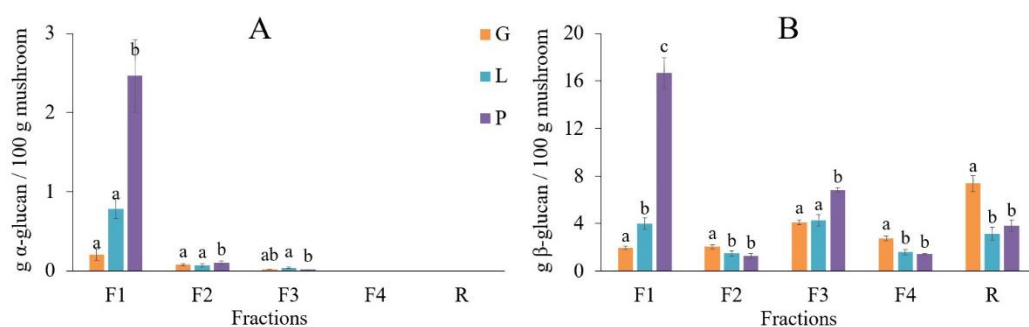 A
g α-glucan / 100 g mushroom
3
2
1
0
G
L
P
a
a
b
a a b
ab a b
F1 F2 F3 F4 R
Fractions
B
g β-glucan / 100 g mushroom
20
16
12
8
4
0
a
b
c
a b b
a a b
a b b
a
b b
F1 F2 F3 F4 R
Fractions